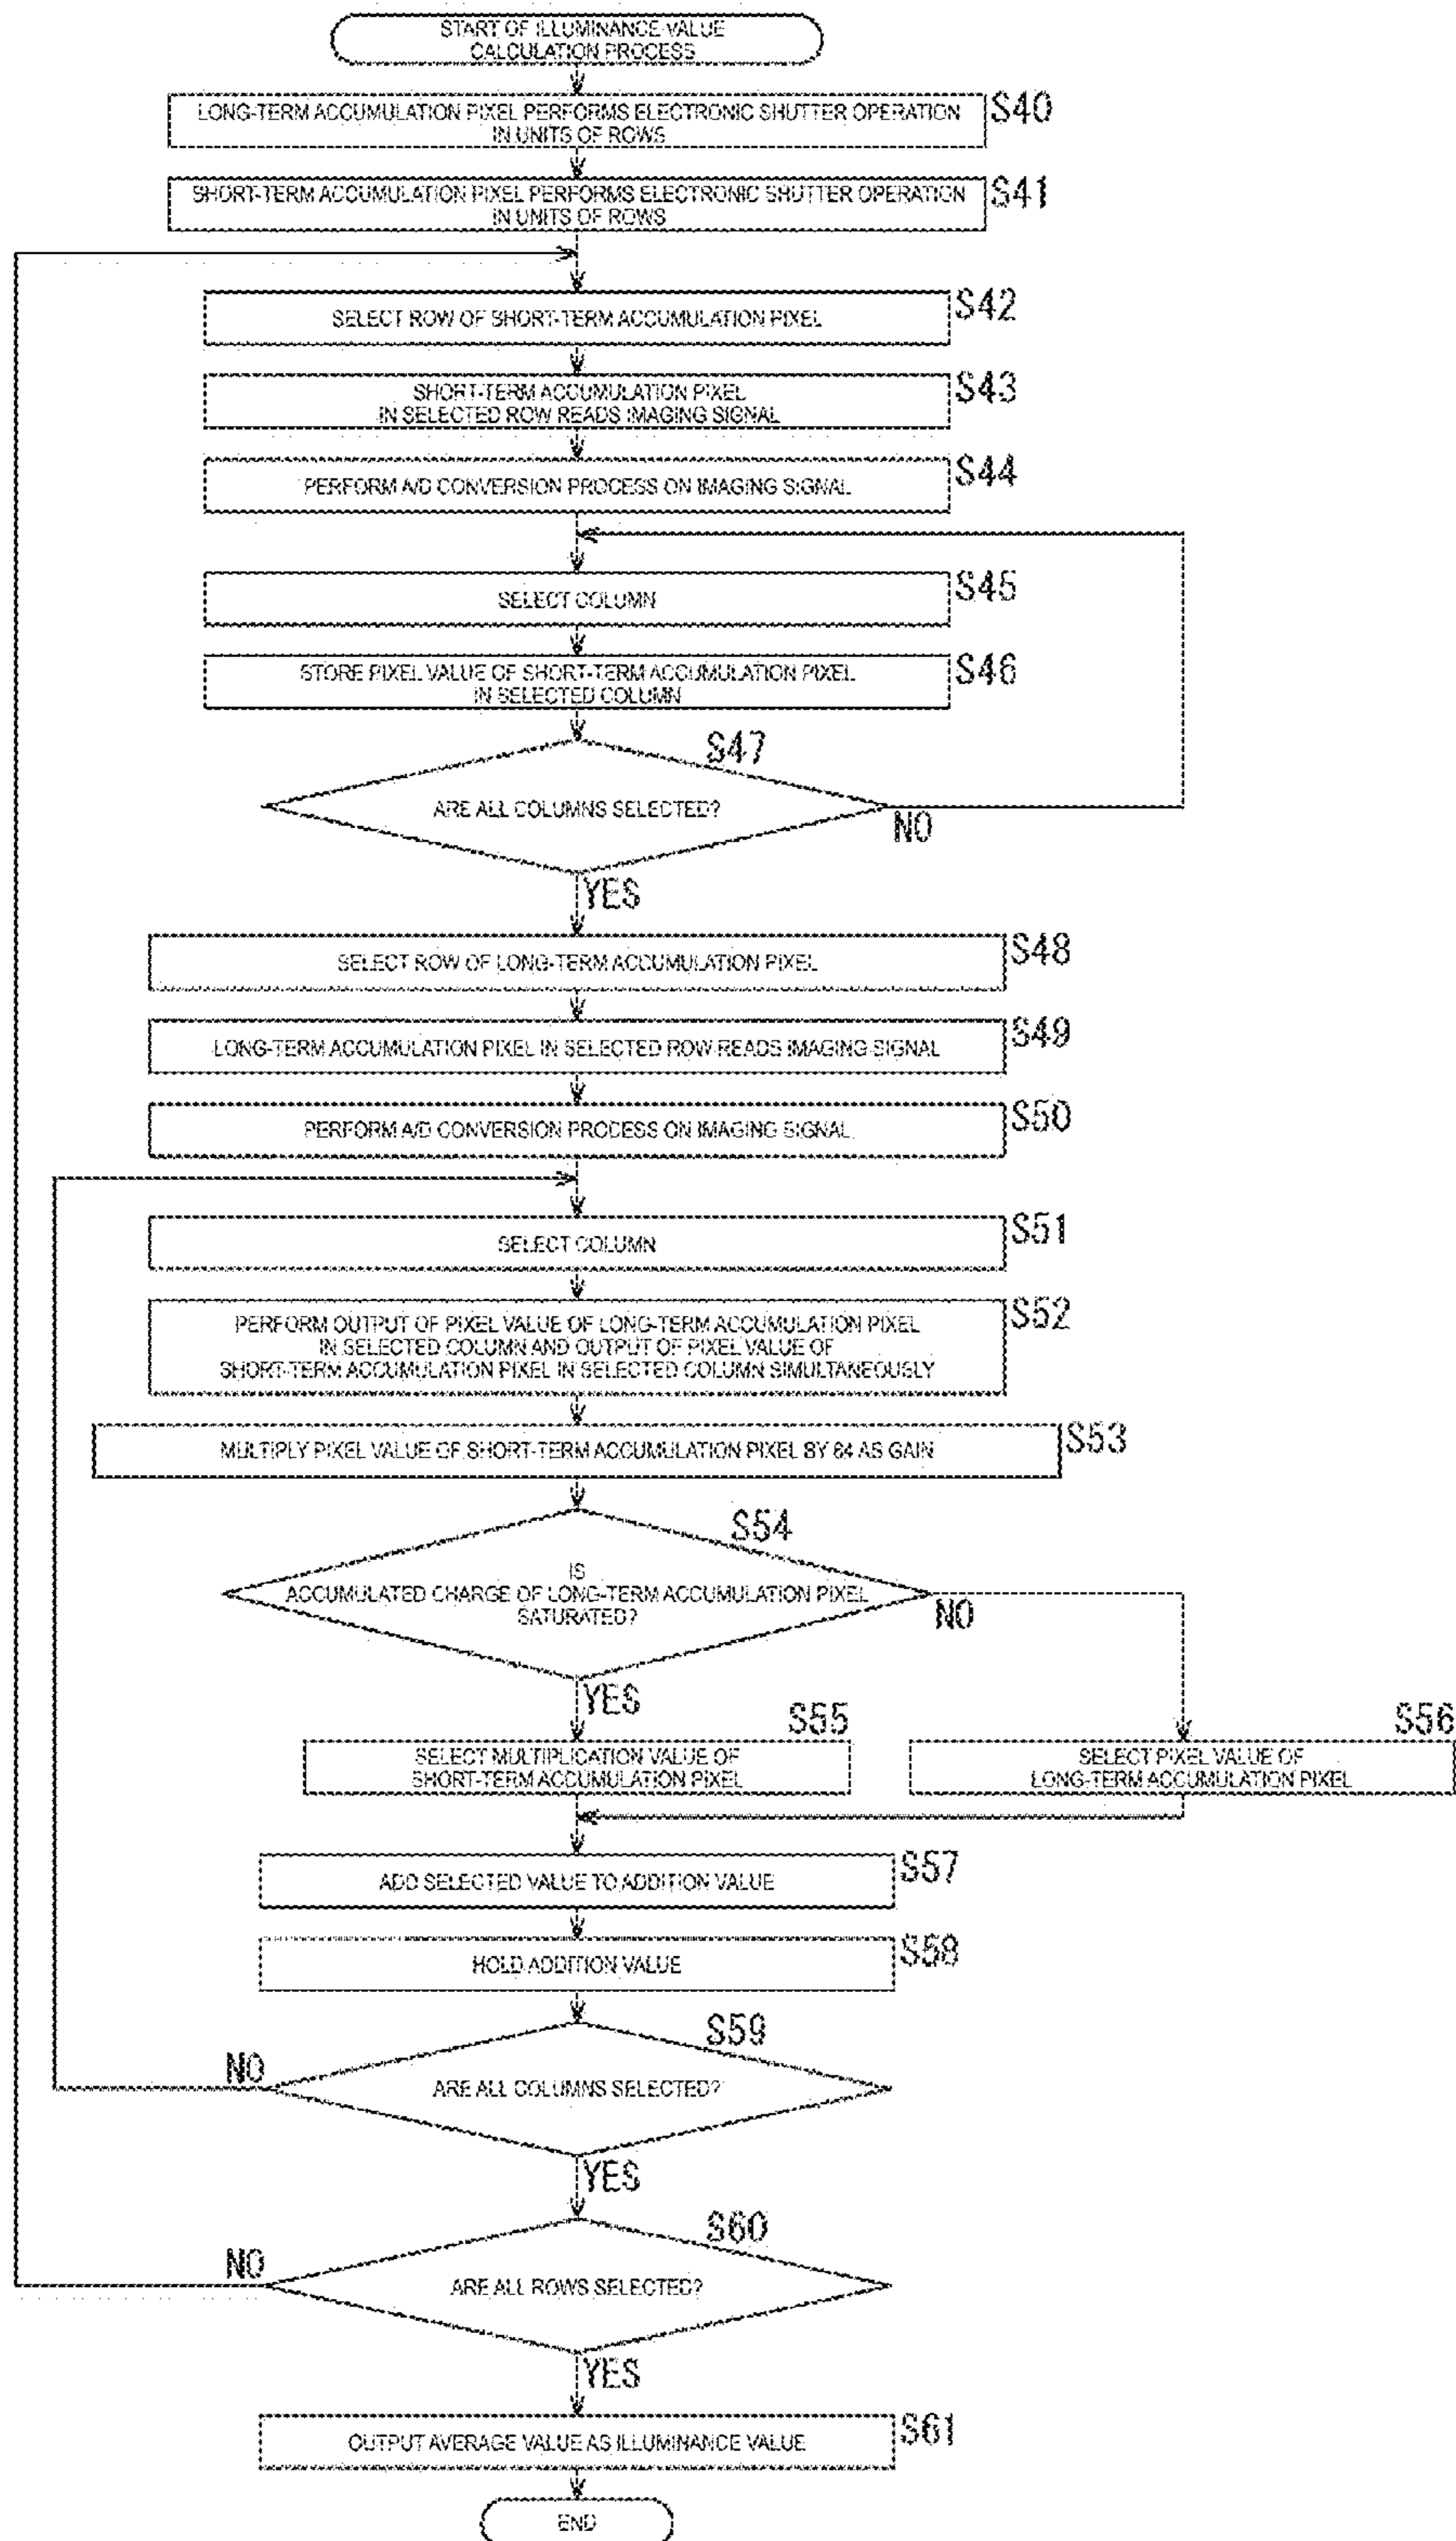 START OF ILLUMINANCE VALUE
CALCULATION PROCESS
LONG-TERM ACCUMULATION PIXEL PERFORMS ELECTRONIC SHUTTER OPERATION
IN UNITS OF ROWS
S40
SHORT-TERM ACCUMULATION PIXEL PERFORMS ELECTRONIC SHUTTER OPERATION
IN UNITS OF ROWS
S41
SELECT ROW OF SHORT-TERM ACCUMULATION PIXEL
S42
SHORT-TERM ACCUMULATION PIXEL
IN SELECTED ROW READS IMAGING SIGNAL
S43
PERFORM A/D CONVERSION PROCESS ON IMAGING SIGNAL
S44
SELECT COLUMN
S45
STORE PIXEL VALUE OF SHORT-TERM ACCUMULATION PIXEL
IN SELECTED COLUMN
S46
S47
ARE ALL COLUMNS SELECTED?
NO
YES
SELECT ROW OF LONG-TERM ACCUMULATION PIXEL
S48
LONG-TERM ACCUMULATION PIXEL IN SELECTED ROW READS IMAGING SIGNAL
S49
PERFORM A/D CONVERSION PROCESS ON IMAGING SIGNAL
S50
SELECT COLUMN
S51
PERFORM OUTPUT OF PIXEL VALUE OF LONG-TERM ACCUMULATION PIXEL
IN SELECTED COLUMN AND OUTPUT OF PIXEL VALUE OF
SHORT-TERM ACCUMULATION PIXEL IN SELECTED COLUMN SIMULTANEOUSLY
S52
MULTIPLY PIXEL VALUE OF SHORT-TERM ACCUMULATION PIXEL BY 64 AS GAIN
S53
S54
IS
ACCUMULATED CHARGE OF LONG-TERM ACCUMULATION PIXEL
SATURATED?
NO
YES
S55
SELECT MULTIPLICATION VALUE OF
SHORT-TERM ACCUMULATION PIXEL
S56
SELECT PIXEL VALUE OF
LONG-TERM ACCUMULATION PIXEL
ADD SELECTED VALUE TO ADDITION VALUE
S57
HOLD ADDITION VALUE
S58
S59
NO
ARE ALL COLUMNS SELECTED?
YES
S60
NO
ARE ALL ROWS SELECTED?
YES
OUTPUT AVERAGE VALUE AS ILLUMINANCE VALUE
S61
END